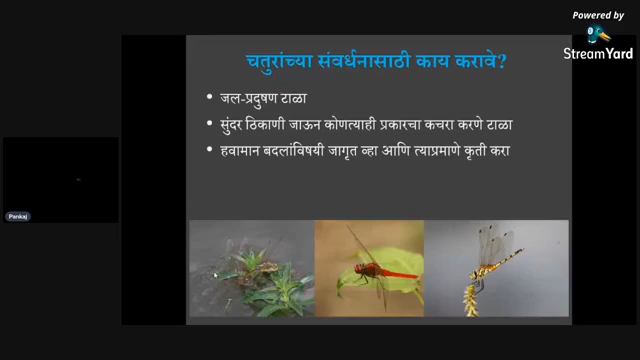 Powered by
StreamYard
चतुरांच्या संवर्धनासाठी काय करावे?
• जल-प्रदुषण टाळा
• सुंदर ठिकाणी जाऊन कोणत्याही प्रकारचा कचरा करणे टाळा
• हवामान बदलांविषयी जागृत व्हा आणि त्याप्रमाणे कृती करा
Pankaj